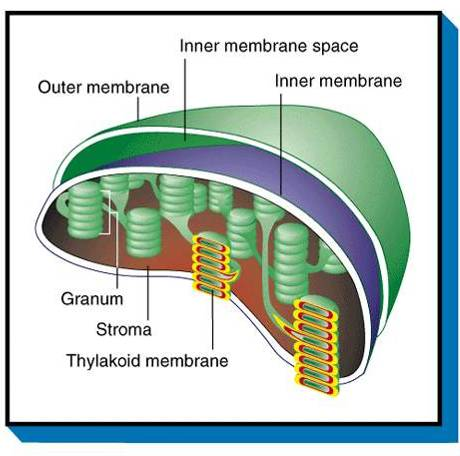 Inner membrane space
Inner membrane
Outer membrane
Granum
Stroma
Thylakoid membrane